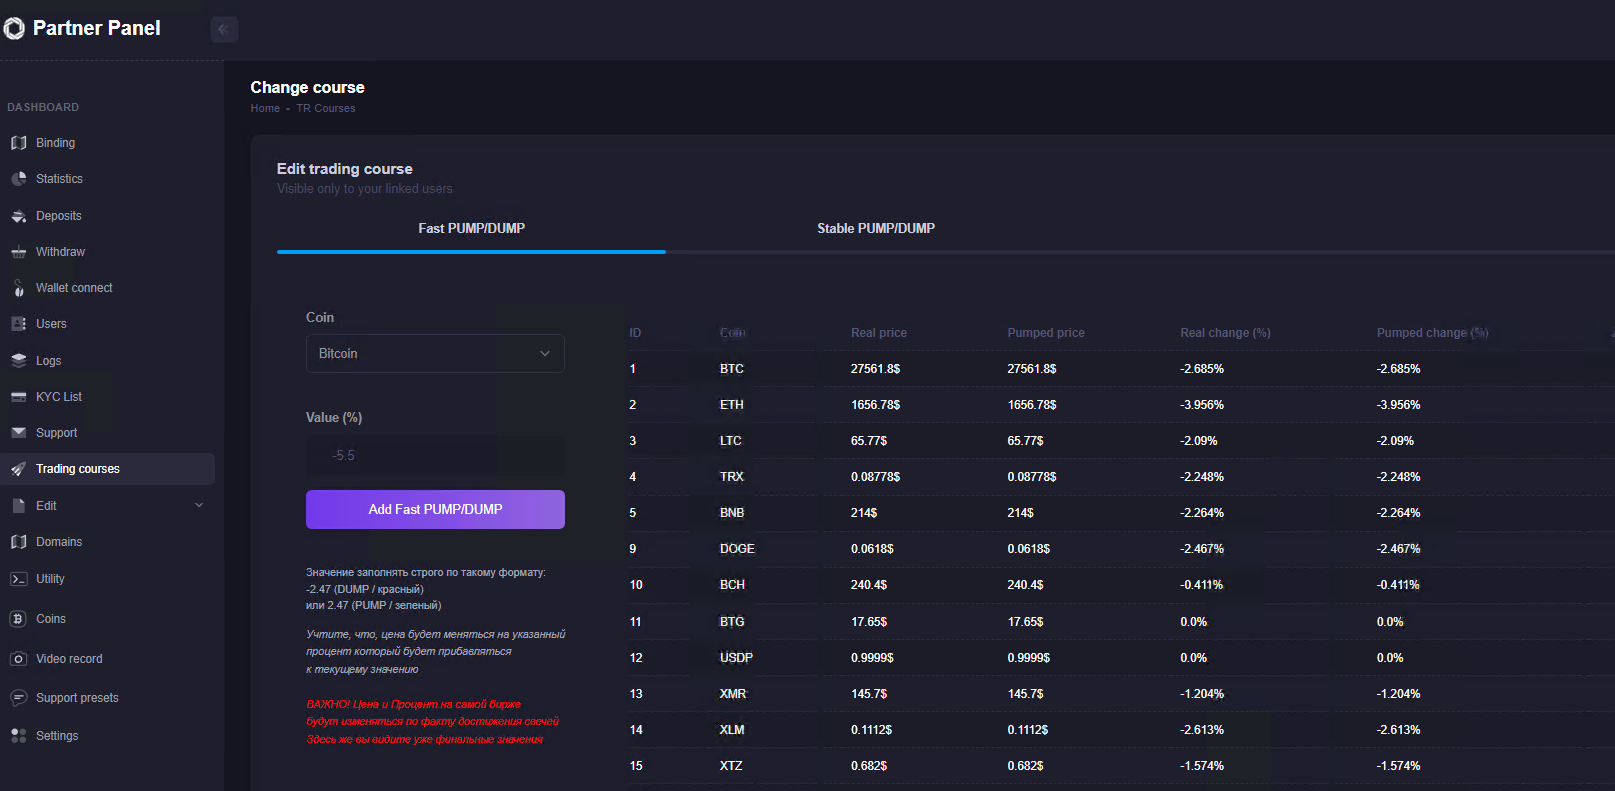 Partner Panel
DASHBOARD
Binding
Statistics
Deposits
Withdraw
Wallet connect
Users
Logs
KYC List
Support
Trading courses
Edit
Domains
Utility
Coins
Video record
Support presets
Settings
Change course
Home - TR Courses
Edit trading course
Visible only to your linked users
Fast PUMP/DUMP Stable PUMP/DUMP
Coin
Bitcoin
Value (%)
-5.5
Add Fast PUMP/DUMP
Значение заполнять строго по такому формату:
-2.47 (DUMP / красный)
или 2.47 (PUMP / зеленый)
Учтите, что, цена будет меняться на указанный
процент который будет прибавляться
к текущему значению
ВАЖНО! Цена и Процент на самой бирже
будут изменяться по факту достижения свечей
Здесь же вы видите уже финальные значения
ID Coin Real price Pumped price Real change (%) Pumped change (%)
1 BTC 27561.8$ 27561.8$ -2.685% -2.685%
2 ETH 1656.78$ 1656.78$ -3.956% -3.956%
3 LTC 65.77$ 65.77$ -2.09% -2.09%
4 TRX 0.08778$ 0.08778$ -2.248% -2.248%
5 BNB 214$ 214$ -2.264% -2.264%
9 DOGE 0.0618$ 0.0618$ -2.467% -2.467%
10 BCH 240.4$ 240.4$ -0.411% -0.411%
11 BTG 17.65$ 17.65$ 0.0% 0.0%
12 USDP 0.9999$ 0.9999$ 0.0% 0.0%
13 XMR 145.7$ 145.7$ -1.204% -1.204%
14 XLM 0.1112$ 0.1112$ -2.613% -2.613%
15 XTZ 0.682$ 0.682$ -1.574% -1.574%